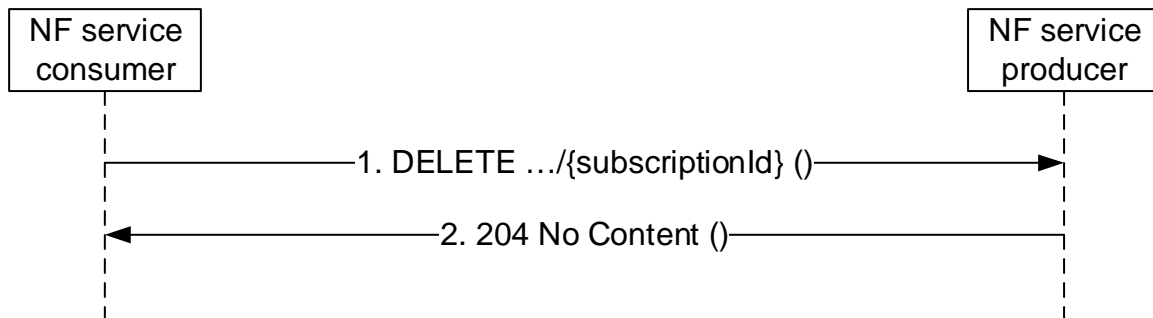 NF service
consumer
NF service
producer
1. DELETE …/{subscriptionId} ()
2. 204 No Content ()